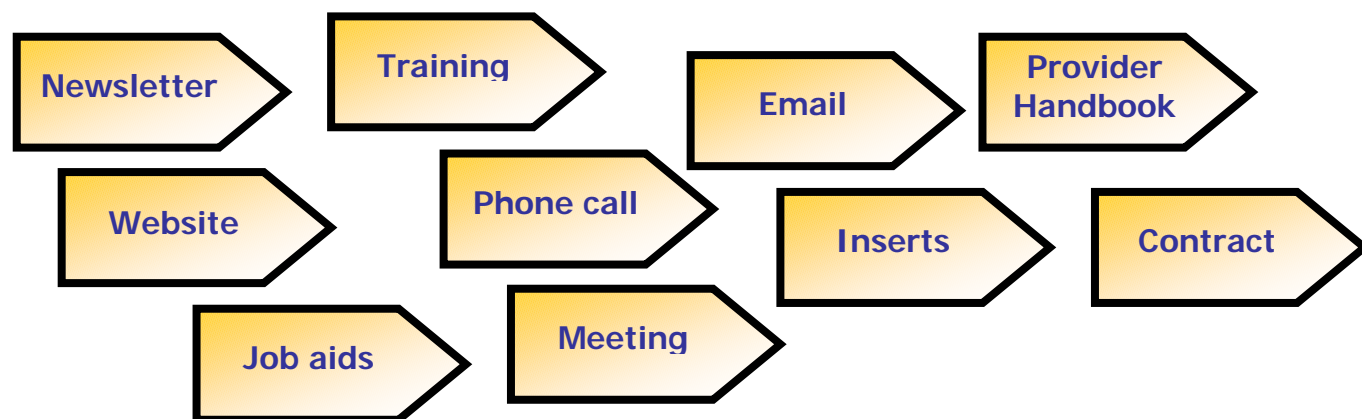 Newsletter
Training
Email
Provider
Handbook
Website
Phone call
Inserts
Contract
Job aids
Meeting